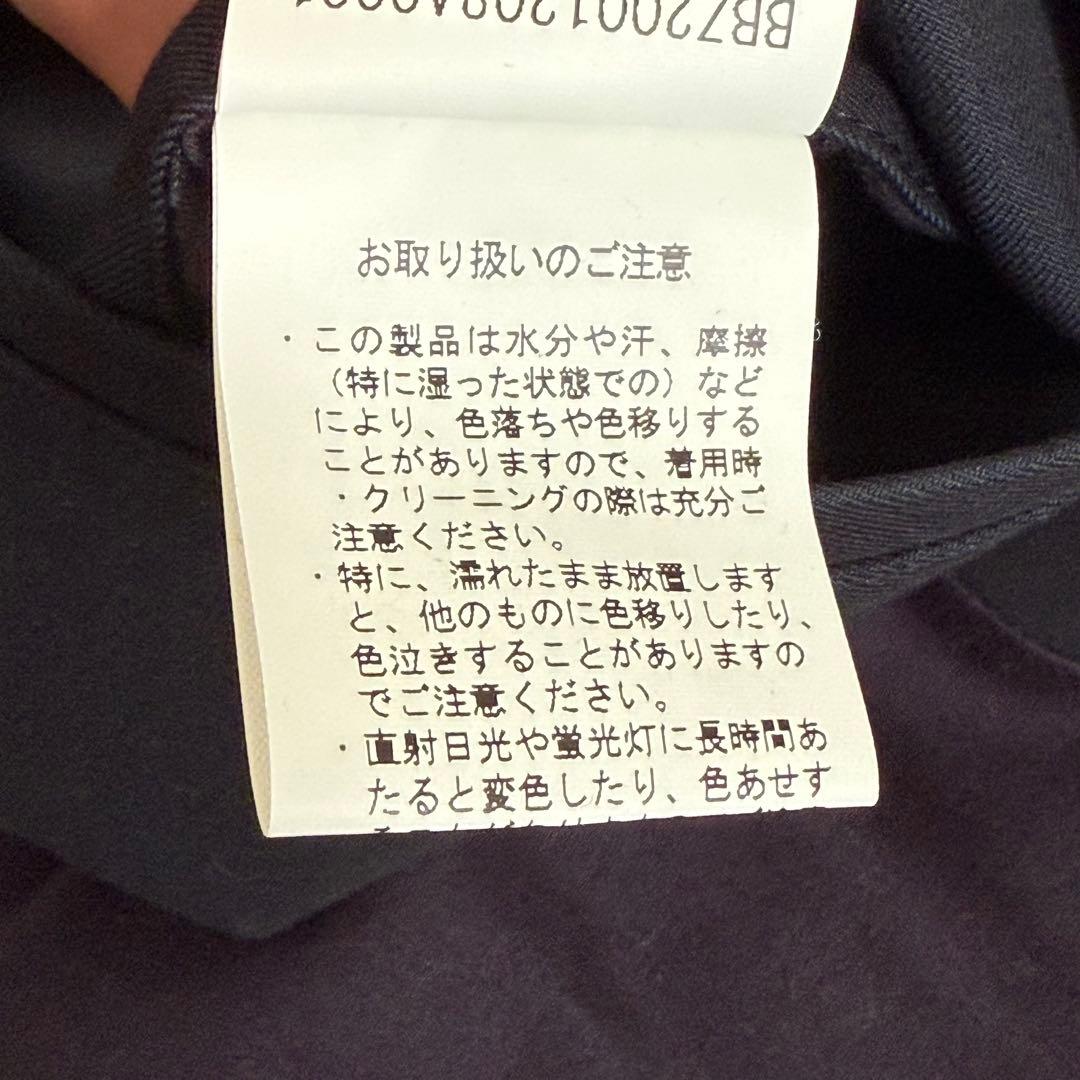 お取り扱いのご注意
・この製品は水分や汗、摩擦
（特に湿った状態での）など
により、色落ちや色移りする
ことがありますので、着用時
・クリーニングの際は充分ご
注意ください。
・特に、濡れたまま放置します
と、他のものに色移りしたり、
色泣きすることがありますの
でご注意ください。
・直射日光や蛍光灯に長時間あ
たると変色したり、色あせす